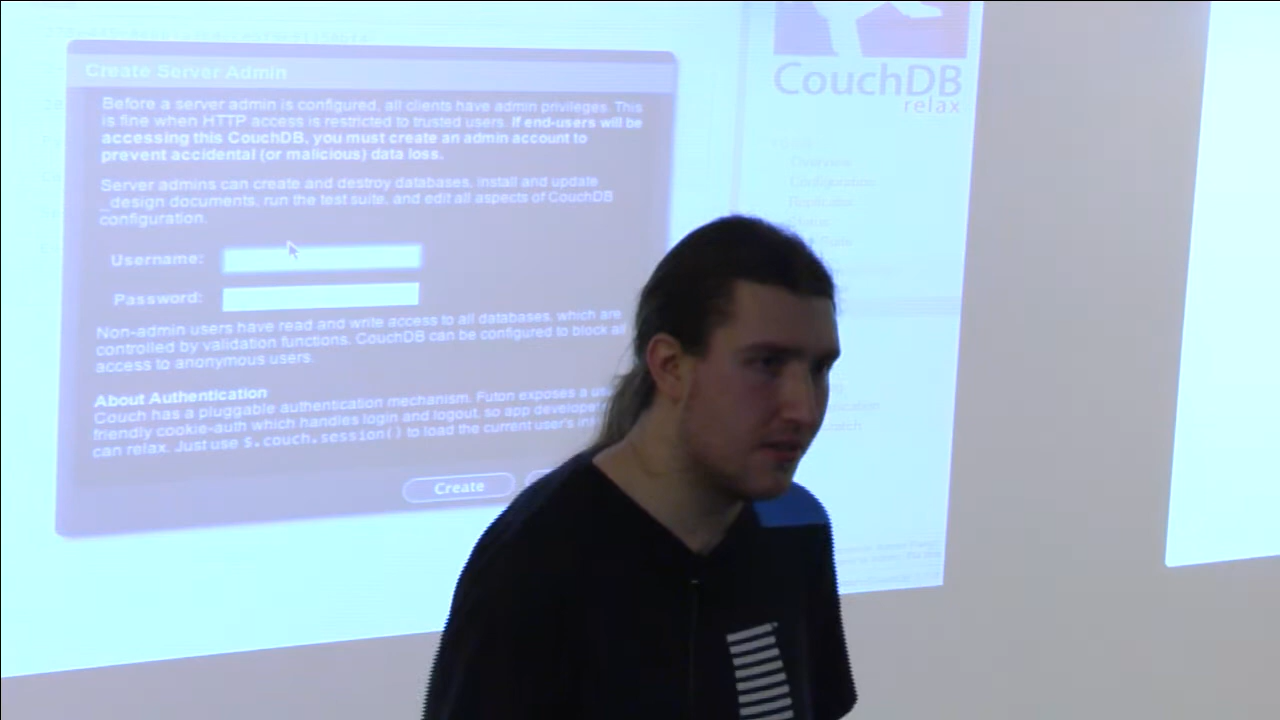 Create Server Admin
Before a server admin is configured, all clients have admin privileges. This
is fine when HTTP access is restricted to trusted users. If end-users will be
accessing this CouchDB, you must create an admin account to
prevent accidental (or malicious) data loss.
Server admins can create and destroy databases, install and update
_design documents, run the test suite, and edit all aspects of CouchDB
configuration.
Username:
Password:
Non-admin users have read and write access to all databases, which are
controlled by validation functions. CouchDB can be configured to block all
access to anonymous users.
About Authentication
Couch has a pluggable authentication mechanism. Futon exposes a
friendly cookie-auth which handles login and logout, so app
can relax. Just use $.couch.session() to load the current user's
Create
CouchDB
relax
Overview
Configuration